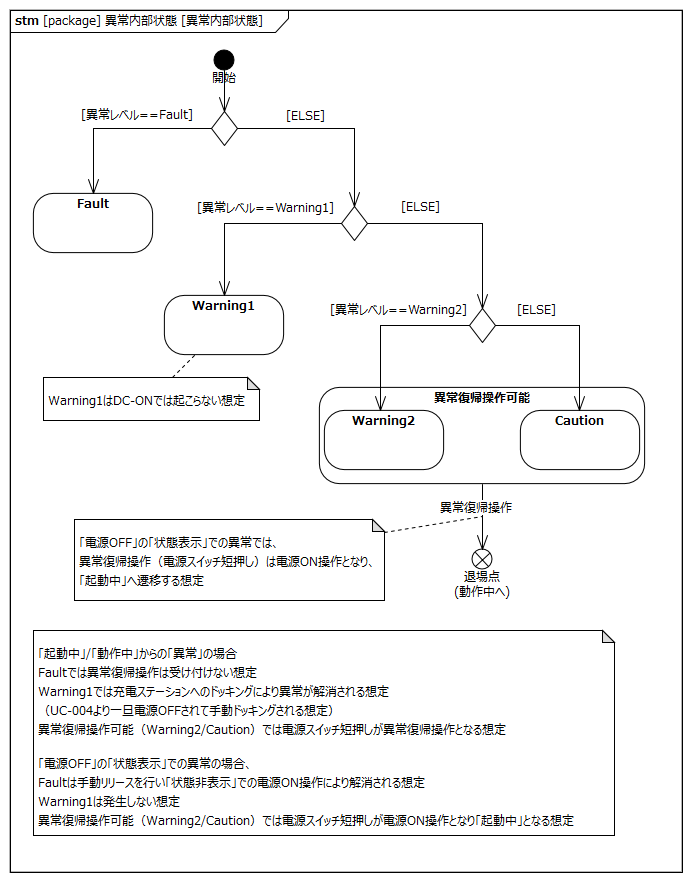 stm [package] 異常内部状態 [異常内部状態]
開始
[異常レベル==Fault]
[ELSE]
Fault
[異常レベル==Warning1]
[ELSE]
Warning1
[異常レベル==Warning2]
[ELSE]
Warning1はDC-ONでは起こらない想定
異常復帰操作可能
Warning2
Caution
異常復帰操作
「電源OFF」の「状態表示」での異常では、
異常復帰操作（電源スイッチ短押し）は電源ON操作となり、
「起動中」へ遷移する想定
退場点
(動作中へ)
「起動中」/「動作中」からの「異常」の場合
Faultでは異常復帰操作は受け付けない想定
Warning1では充電ステーションへのドッキングにより異常が解消される想定
（UC-004より一旦電源OFFされて手動ドッキングされる想定）
異常復帰操作可能（Warning2/Caution）では電源スイッチ短押しが異常復帰操作となる想定
「電源OFF」の「状態表示」での異常の場合、
Faultは手動リリースを行い「状態非表示」での電源ON操作により解消される想定
Warning1は発生しない想定
異常復帰操作可能（Warning2/Caution）では電源スイッチ短押しが電源ON操作となり「起動中」となる想定